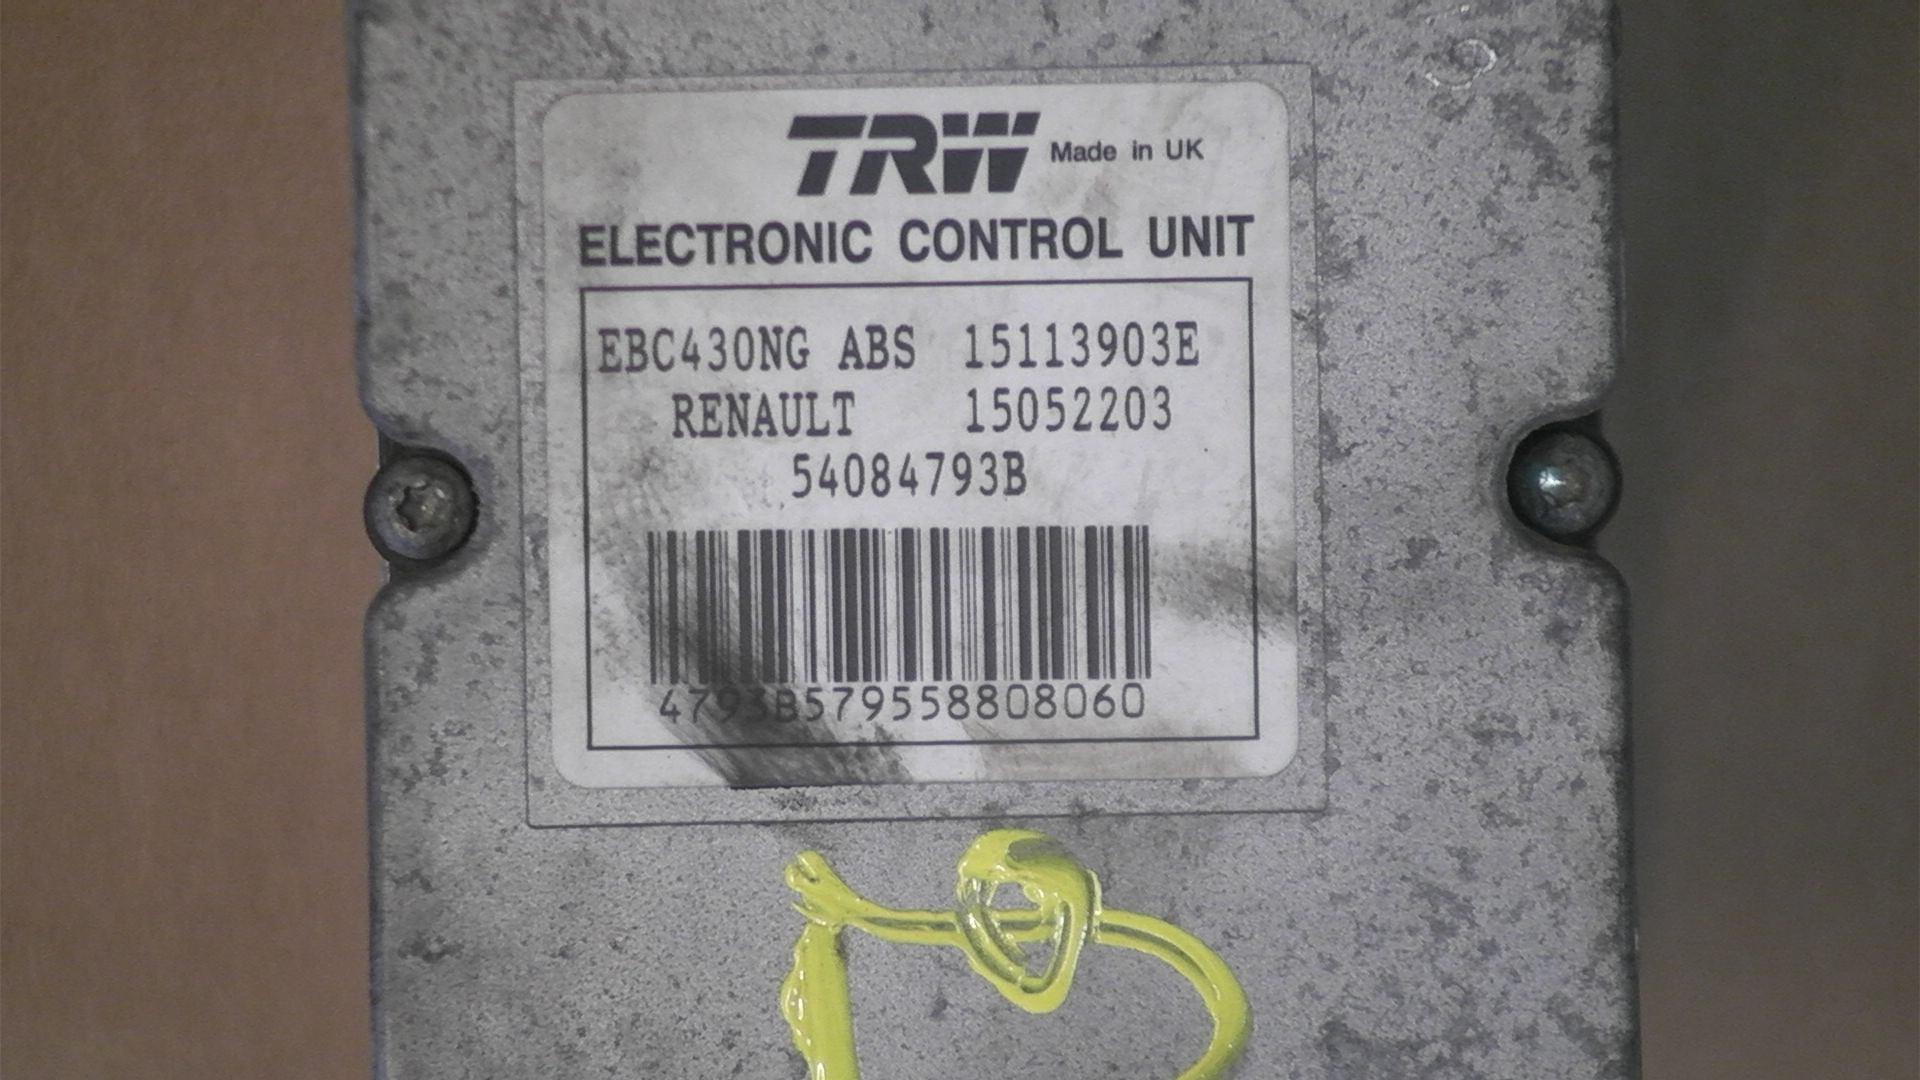 TRW Made in UK
ELECTRONIC CONTROL UNIT
EBC430NG ABS 15113903E
RENAULT 15052203
54084793B
4793B579558808060